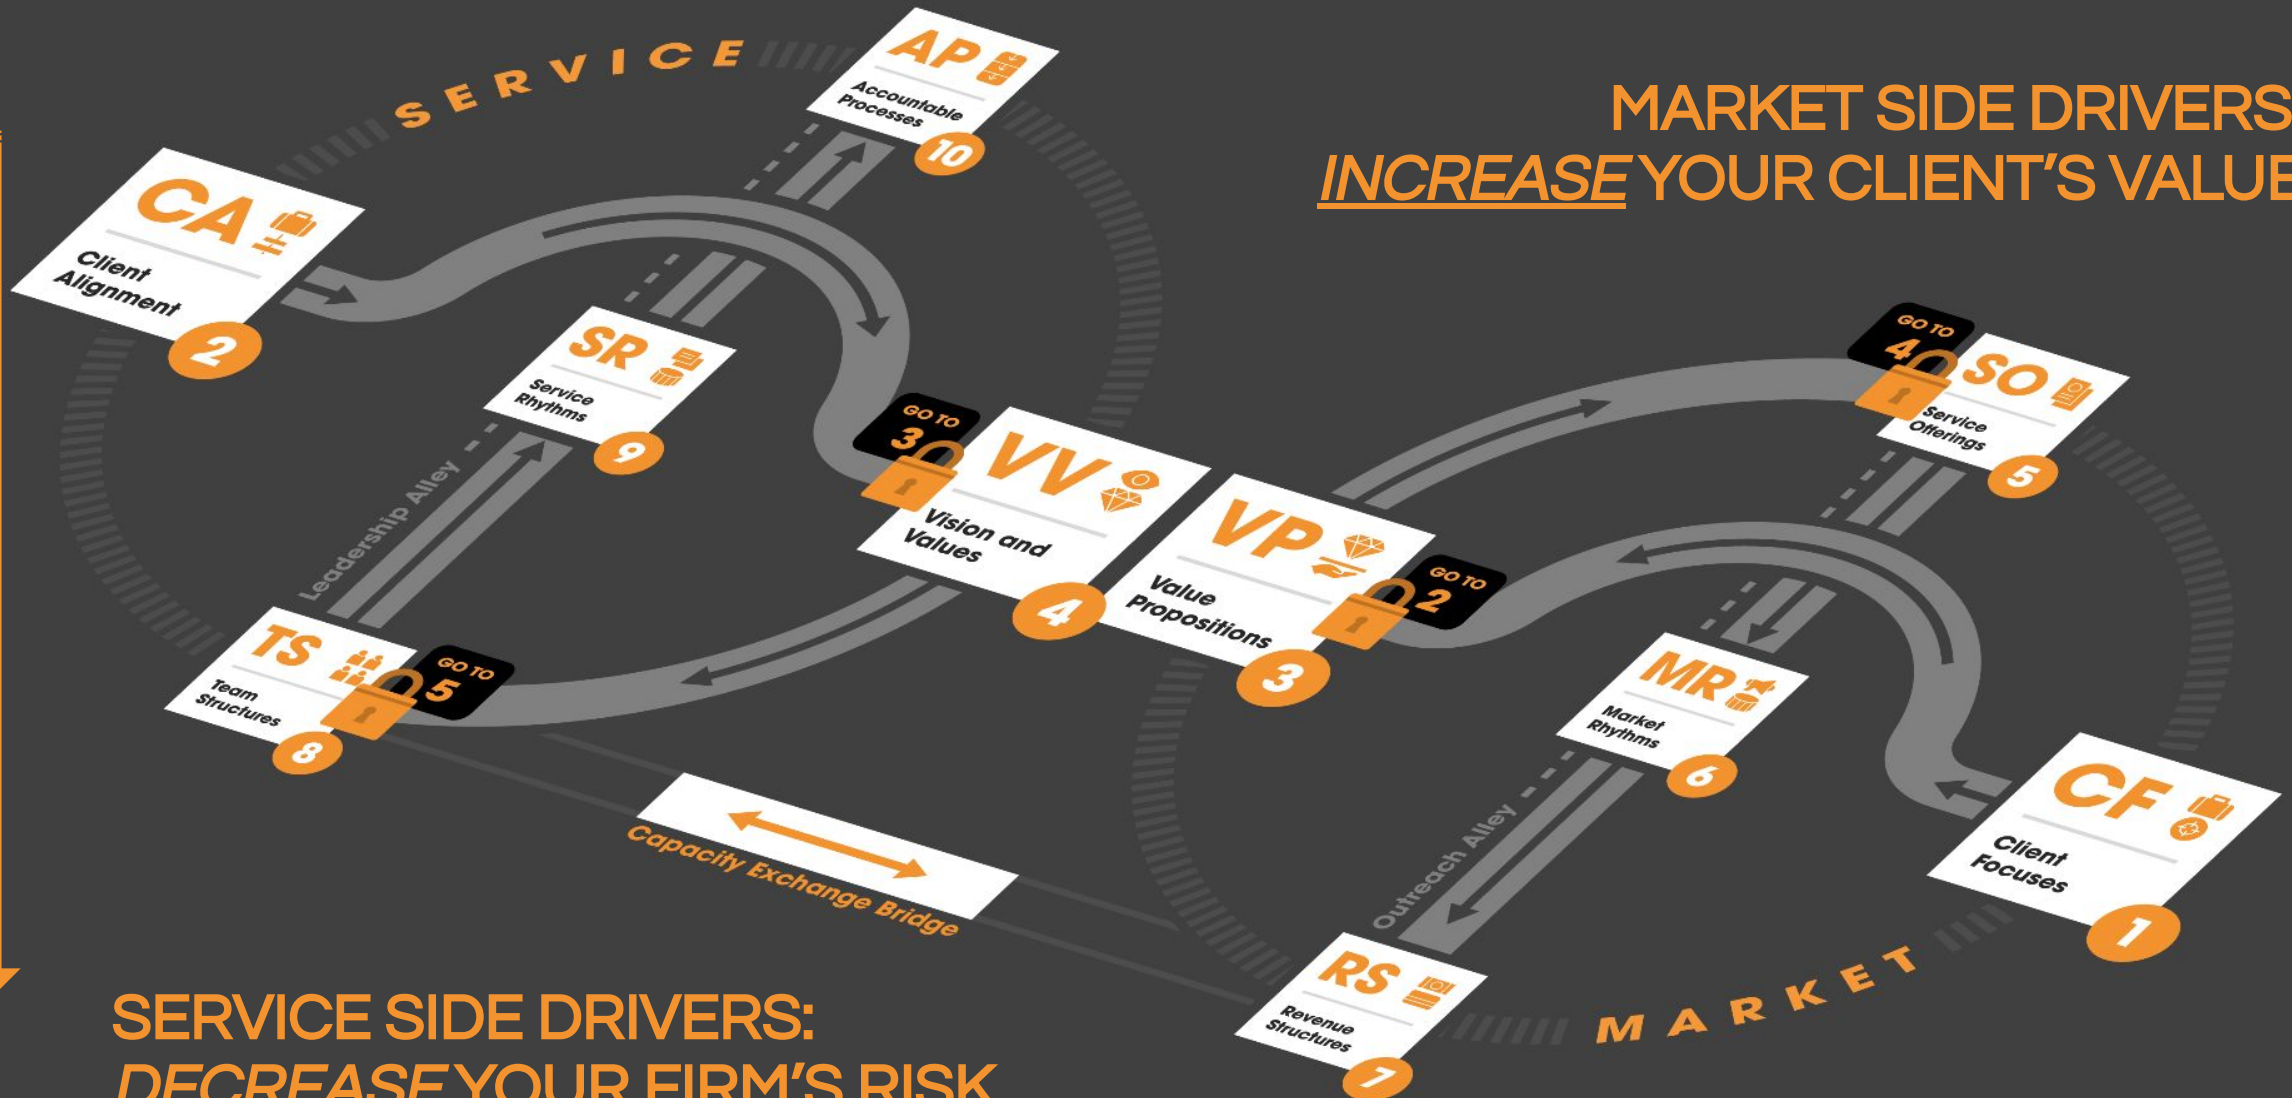 SERVICE
AP
Accountable
Processes
10
MARKET SIDE DRIVERS
INCREASE YOUR CLIENT'S VALUE
CA
Client
Alignment
2
SR
Service
Rhythms
9
GO TO
3
VV
Vision and
Values
4
GO TO
4
SO
Service
Offerings
5
VP
Value
Propositions
3
GO TO
2
Leadership Alley
TS
Team
Structures
8
GO TO
5
MR
Market
Rhythms
6
CF
Client
Focuses
1
Capacity Exchange Bridge
Outreach Alley
RS
Revenue
Structures
7
MARKET
SERVICE SIDE DRIVERS:
DECREASE YOUR FIRM'S RISK